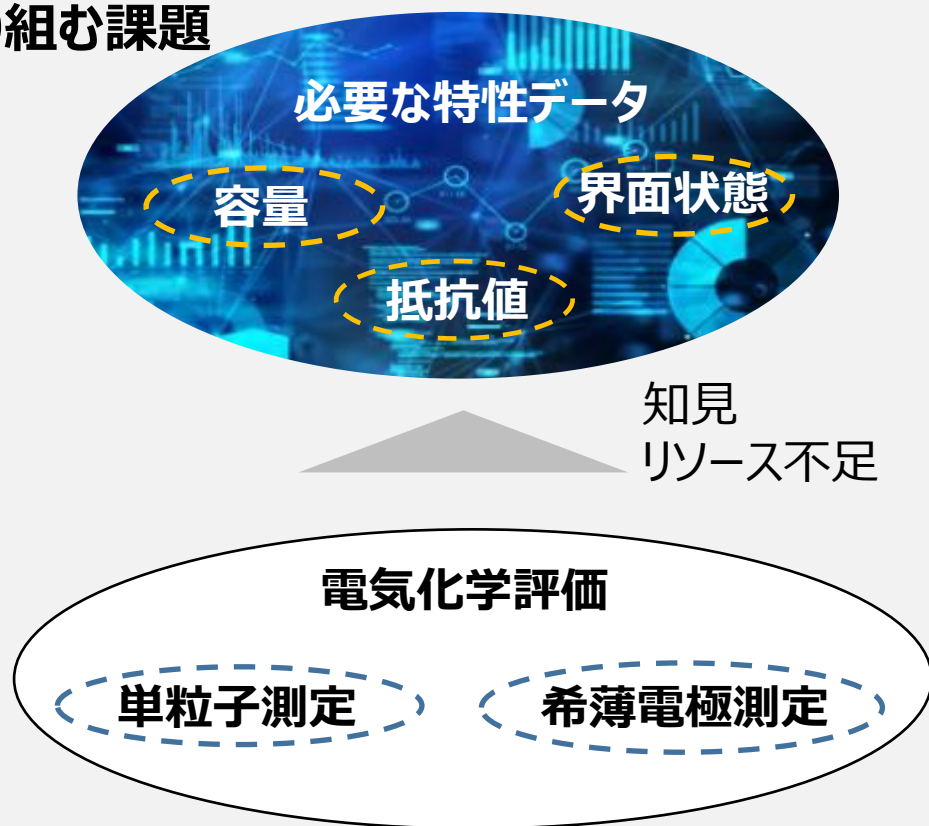 組む課題
必要な特性データ
容量
界面状態
抵抗値
知見
リソース不足
電気化学評価
単粒子測定
希薄電極測定